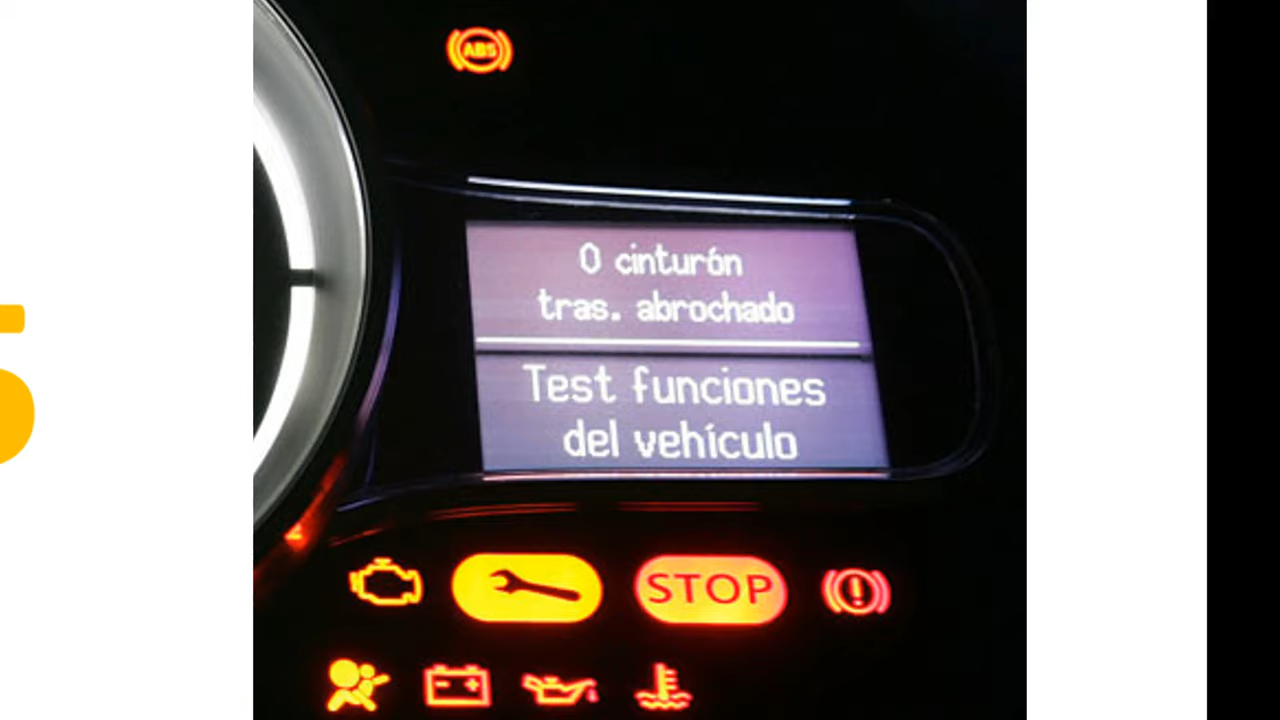 ABS
0 cinturón
tras. abrochado
Test funciones
del vehículo
STOP